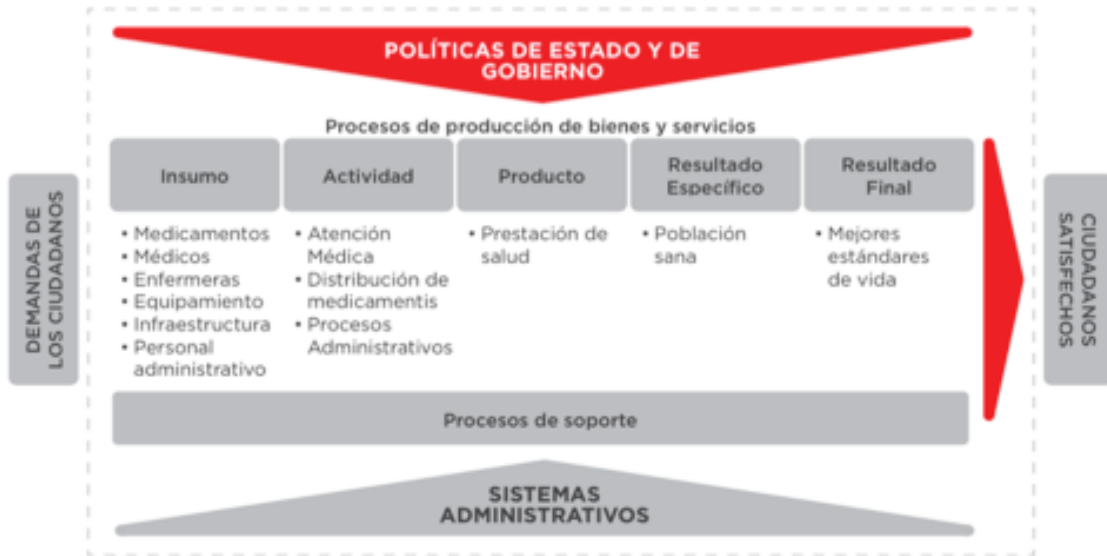 POLÍTICAS DE ESTADO Y DE
GOBIERNO
Procesos de producción de bienes y servicios
DEMANDAS DE
LOS CIUDADANOS
Insumo
• Medicamentos
• Médicos
• Enfermeras
• Equipamiento
• Infraestructura
• Personal
administrativo
Actividad
• Atención
Médica
• Distribución de
medicamentis
• Procesos
Administrativos
Producto
• Prestación de
salud
Resultado
Específico
• Población
sana
Resultado
Final
• Mejores
estándares
de vida
CIUDADANOS
SATISFECHOS
Procesos de soporte
SISTEMAS
ADMINISTRATIVOS